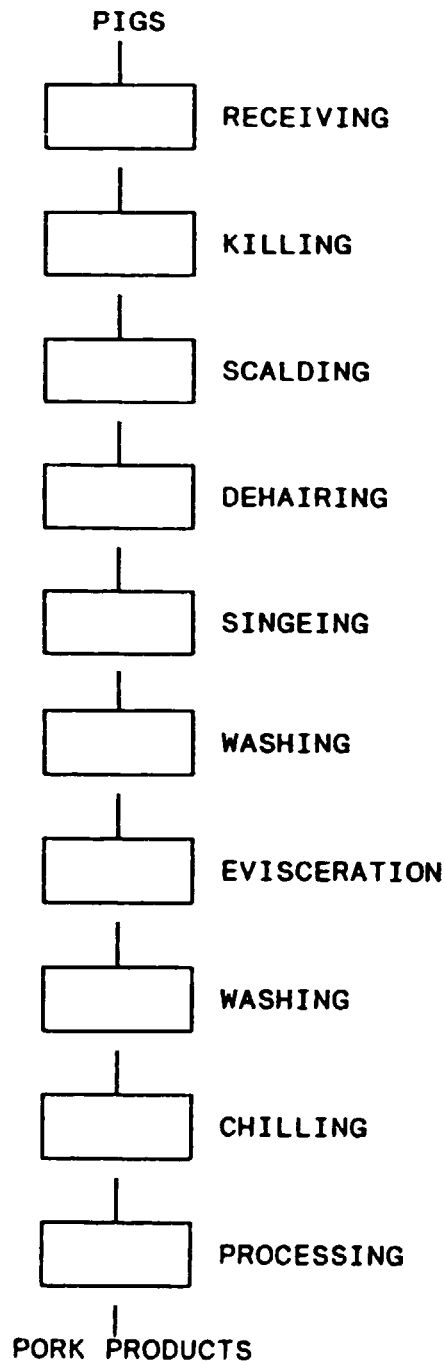 PIGS
RECEIVING
KILLING
SCALDING
DEHAIRING
SINGEING
WASHING
EVISCERATION
WASHING
CHILLING
PROCESSING
PORK PRODUCTS